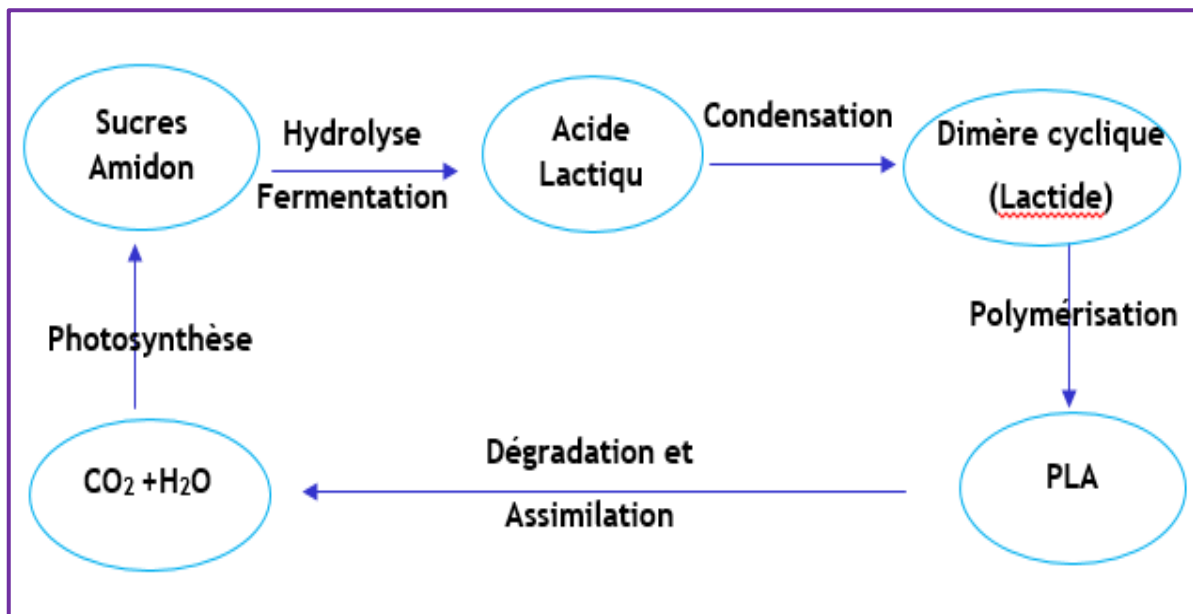 Sucres
Amidon
Hydrolyse
Fermentation
Acide
Lactiqu
Condensation
Dimère cyclique
(Lactide)
Polymérisation
PLA
Dégradation et
Assimilation
CO₂ +H₂O
Photosynthèse